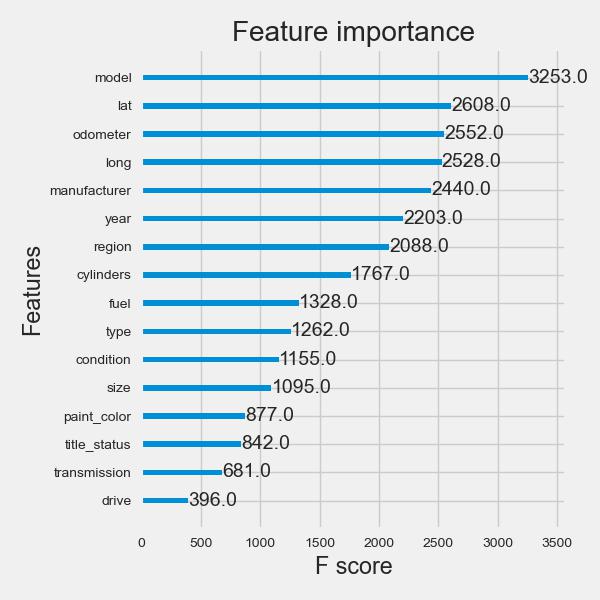 Feature importance
model 3253.0
lat 2608.0
odometer 2552.0
long 2528.0
manufacturer 2440.0
year 2203.0
region 2088.0
cylinders 1767.0
fuel 1328.0
type 1262.0
condition 1155.0
size 1095.0
paint_color 877.0
title_status 842.0
transmission 681.0
drive 396.0
Features
0 500 1000 1500 2000 2500 3000 3500
F score